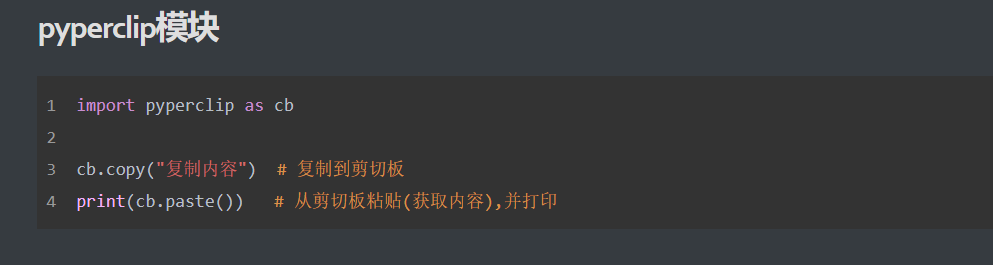 pyperclip模块
1 import pyperclip as cb
2
3 cb.copy("复制内容")  # 复制到剪切板
4 print(cb.paste())   # 从剪切板粘贴(获取内容),并打印